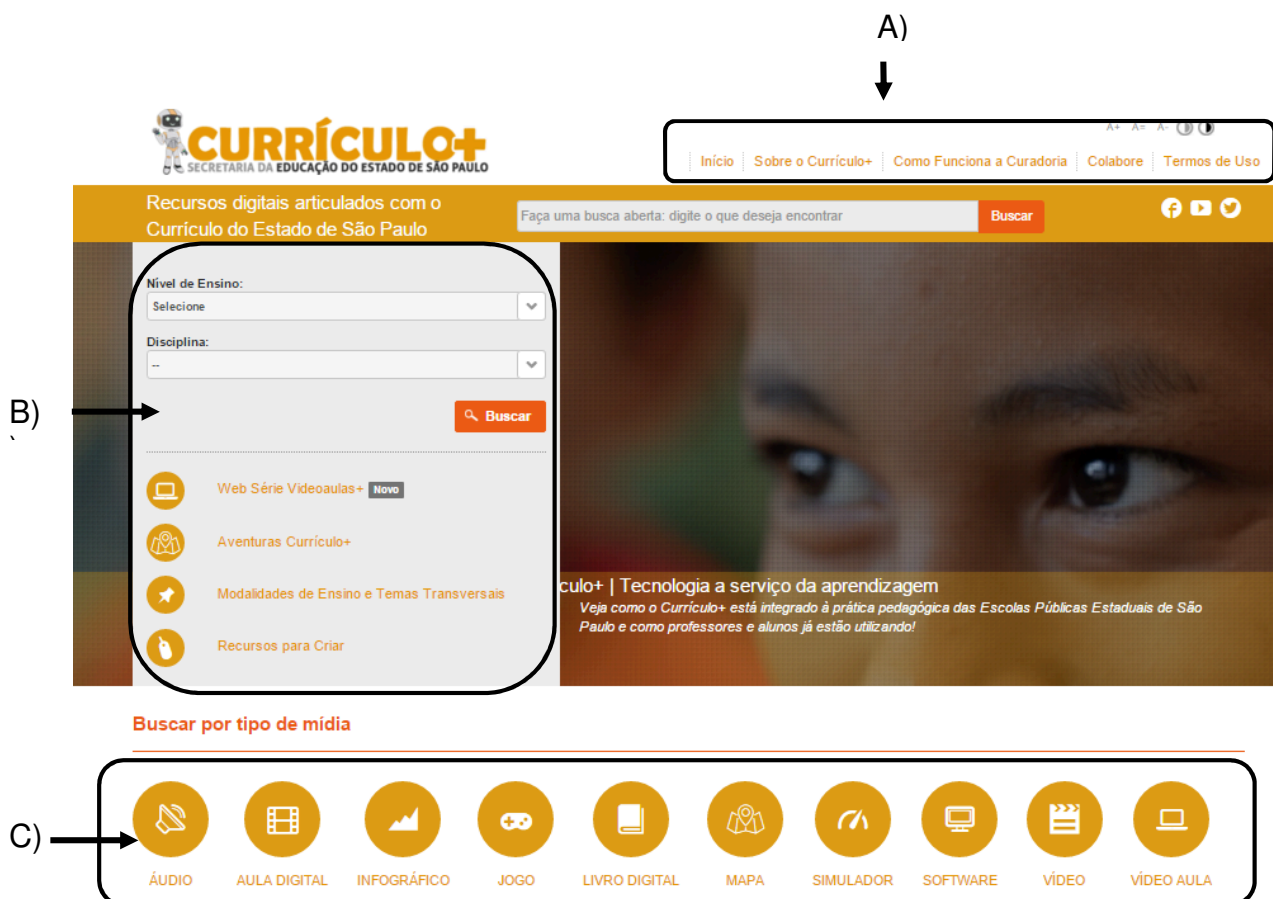 A)
CURRÍCULO+
SECRETARIA DA EDUCAÇÃO DO ESTADO DE SÃO PAULO
A+ A= A-
Início Sobre o Currículo+ Como Funciona a Curadoria Colabore Termos de Uso
Recursos digitais articulados com o
Currículo do Estado de São Paulo
Faça uma busca aberta: digite o que deseja encontrar
Buscar
Nível de Ensino:
Selecione
Disciplina:
--
B)
Buscar
Web Série Videoaulas+ Novo
Aventuras Currículo+
Modalidades de Ensino e Temas Transversais
Recursos para Criar
culo+ | Tecnologia a serviço da aprendizagem
Veja como o Currículo+ está integrado à prática pedagógica das Escolas Públicas Estaduais de São
Paulo e como professores e alunos já estão utilizando!
Buscar por tipo de mídia
C)
ÁUDIO AULA DIGITAL INFOGRÁFICO JOGO LIVRO DIGITAL MAPA SIMULADOR SOFTWARE VÍDEO VÍDEO AULA